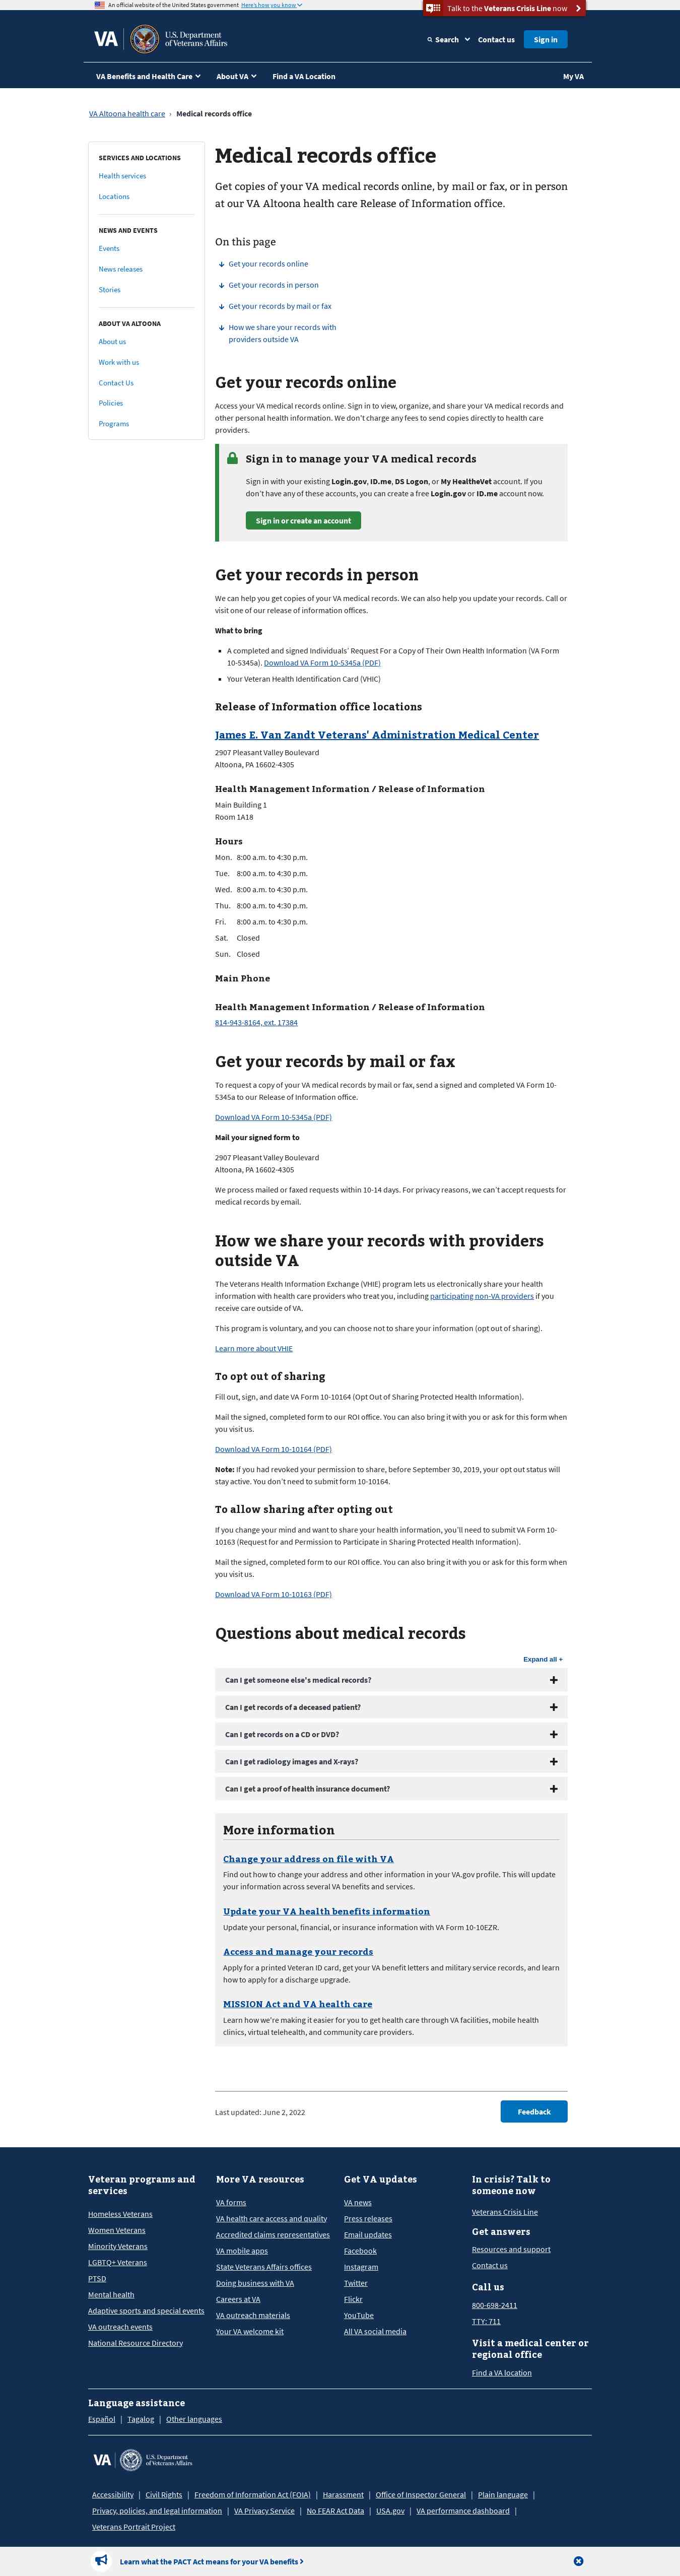 An official website of the United States government Here's how you know
Talk to the Veterans Crisis Line now
VA
U.S. Department
of Veterans Affairs
Search
Contact us
Sign in
VA Benefits and Health Care
About VA
Find a VA Location
My VA
VA Altoona health care › Medical records office
SERVICES AND LOCATIONS
Health services
Locations
NEWS AND EVENTS
Events
News releases
Stories
ABOUT VA ALTOONA
About us
Work with us
Contact Us
Policies
Programs
Medical records office
Get copies of your VA medical records online, by mail or fax, or in person
at our VA Altoona health care Release of Information office.
On this page
Get your records online
Get your records in person
Get your records by mail or fax
How we share your records with
providers outside VA
Get your records online
Access your VA medical records online. Sign in to view, organize, and share your VA medical records and
other personal health information. We don't charge any fees to send copies directly to health care
providers.
Sign in to manage your VA medical records
Sign in with your existing Login.gov, ID.me, DS Logon, or My HealtheVet account. If you
don’t have any of these accounts, you can create a free Login.gov or ID.me account now.
Sign in or create an account
Get your records in person
We can help you get copies of your VA medical records. We can also help you update your records. Call or
visit one of our release of information offices.
What to bring
A completed and signed Individuals’ Request For a Copy of Their Own Health Information (VA Form
10-5345a). Download VA Form 10-5345a (PDF)
Your Veteran Health Identification Card (VHIC)
Release of Information office locations
James E. Van Zandt Veterans' Administration Medical Center
2907 Pleasant Valley Boulevard
Altoona, PA 16602-4305
Health Management Information / Release of Information
Main Building 1
Room 1A18
Hours
Mon. 8:00 a.m. to 4:30 p.m.
Tue. 8:00 a.m. to 4:30 p.m.
Wed. 8:00 a.m. to 4:30 p.m.
Thu. 8:00 a.m. to 4:30 p.m.
Fri. 8:00 a.m. to 4:30 p.m.
Sat. Closed
Sun. Closed
Main Phone
Health Management Information / Release of Information
814-943-8164, ext. 17384
Get your records by mail or fax
To request a copy of your VA medical records by mail or fax, send a signed and completed VA Form 10-
5345a to our Release of Information office.
Download VA Form 10-5345a (PDF)
Mail your signed form to
2907 Pleasant Valley Boulevard
Altoona, PA 16602-4305
We process mailed or faxed requests within 10-14 days. For privacy reasons, we can’t accept requests for
medical records by email.
How we share your records with providers
outside VA
The Veterans Health Information Exchange (VHIE) program lets us electronically share your health
information with health care providers who treat you, including participating non-VA providers if you
receive care outside of VA.
This program is voluntary, and you can choose not to share your information (opt out of sharing).
Learn more about VHIE
To opt out of sharing
Fill out, sign, and date VA Form 10-10164 (Opt Out of Sharing Protected Health Information).
Mail the signed, completed form to our ROI office. You can also bring it with you or ask for this form when
you visit us.
Download VA Form 10-10164 (PDF)
Note: If you had revoked your permission to share, before September 30, 2019, your opt out status will
stay active. You don’t need to submit form 10-10164.
To allow sharing after opting out
If you change your mind and want to share your health information, you’ll need to submit VA Form 10-
10163 (Request for and Permission to Participate in Sharing Protected Health Information).
Mail the signed, completed form to our ROI office. You can also bring it with you or ask for this form when
you visit us.
Download VA Form 10-10163 (PDF)
Questions about medical records
Expand all +
Can I get someone else's medical records?
Can I get records of a deceased patient?
Can I get records on a CD or DVD?
Can I get radiology images and X-rays?
Can I get a proof of health insurance document?
More information
Change your address on file with VA
Find out how to change your address and other information in your VA.gov profile. This will update
your information across several VA benefits and services.
Update your VA health benefits information
Update your personal, financial, or insurance information with VA Form 10-10EZR.
Access and manage your records
Apply for a printed Veteran ID card, get your VA benefit letters and military service records, and learn
how to apply for a discharge upgrade.
MISSION Act and VA health care
Learn how we're making it easier for you to get health care through VA facilities, mobile health
clinics, virtual telehealth, and community care providers.
Last updated: June 2, 2022
Feedback
Veteran programs and
services
Homeless Veterans
Women Veterans
Minority Veterans
LGBTQ+ Veterans
PTSD
Mental health
Adaptive sports and special events
VA outreach events
National Resource Directory
More VA resources
VA forms
VA health care access and quality
Accredited claims representatives
VA mobile apps
State Veterans Affairs offices
Doing business with VA
Careers at VA
VA outreach materials
Your VA welcome kit
Get VA updates
VA news
Press releases
Email updates
Facebook
Instagram
Twitter
Flickr
YouTube
All VA social media
In crisis? Talk to
someone now
Veterans Crisis Line
Get answers
Resources and support
Contact us
Call us
800-698-2411
TTY: 711
Visit a medical center or
regional office
Find a VA location
Language assistance
Español | Tagalog | Other languages
VA
U.S. Department
of Veterans Affairs
Accessibility | Civil Rights | Freedom of Information Act (FOIA) | Harassment | Office of Inspector General | Plain language |
Privacy, policies, and legal information | VA Privacy Service | No FEAR Act Data | USA.gov | VA performance dashboard |
Veterans Portrait Project
Learn what the PACT Act means for your VA benefits